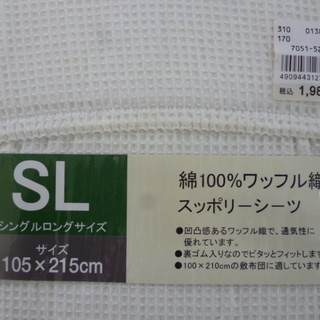 310
170
7051-52
490944312
税込 1,98
SL
シングルロングサイズ
サイズ
105×215cm
綿100%ワッフル織
スッポリーシーツ
●凹凸感あるワッフル織で、通気性に
優れています。
●裏ゴム入りなのでピタッとフィットします
●100×210cmの敷布団に適しています